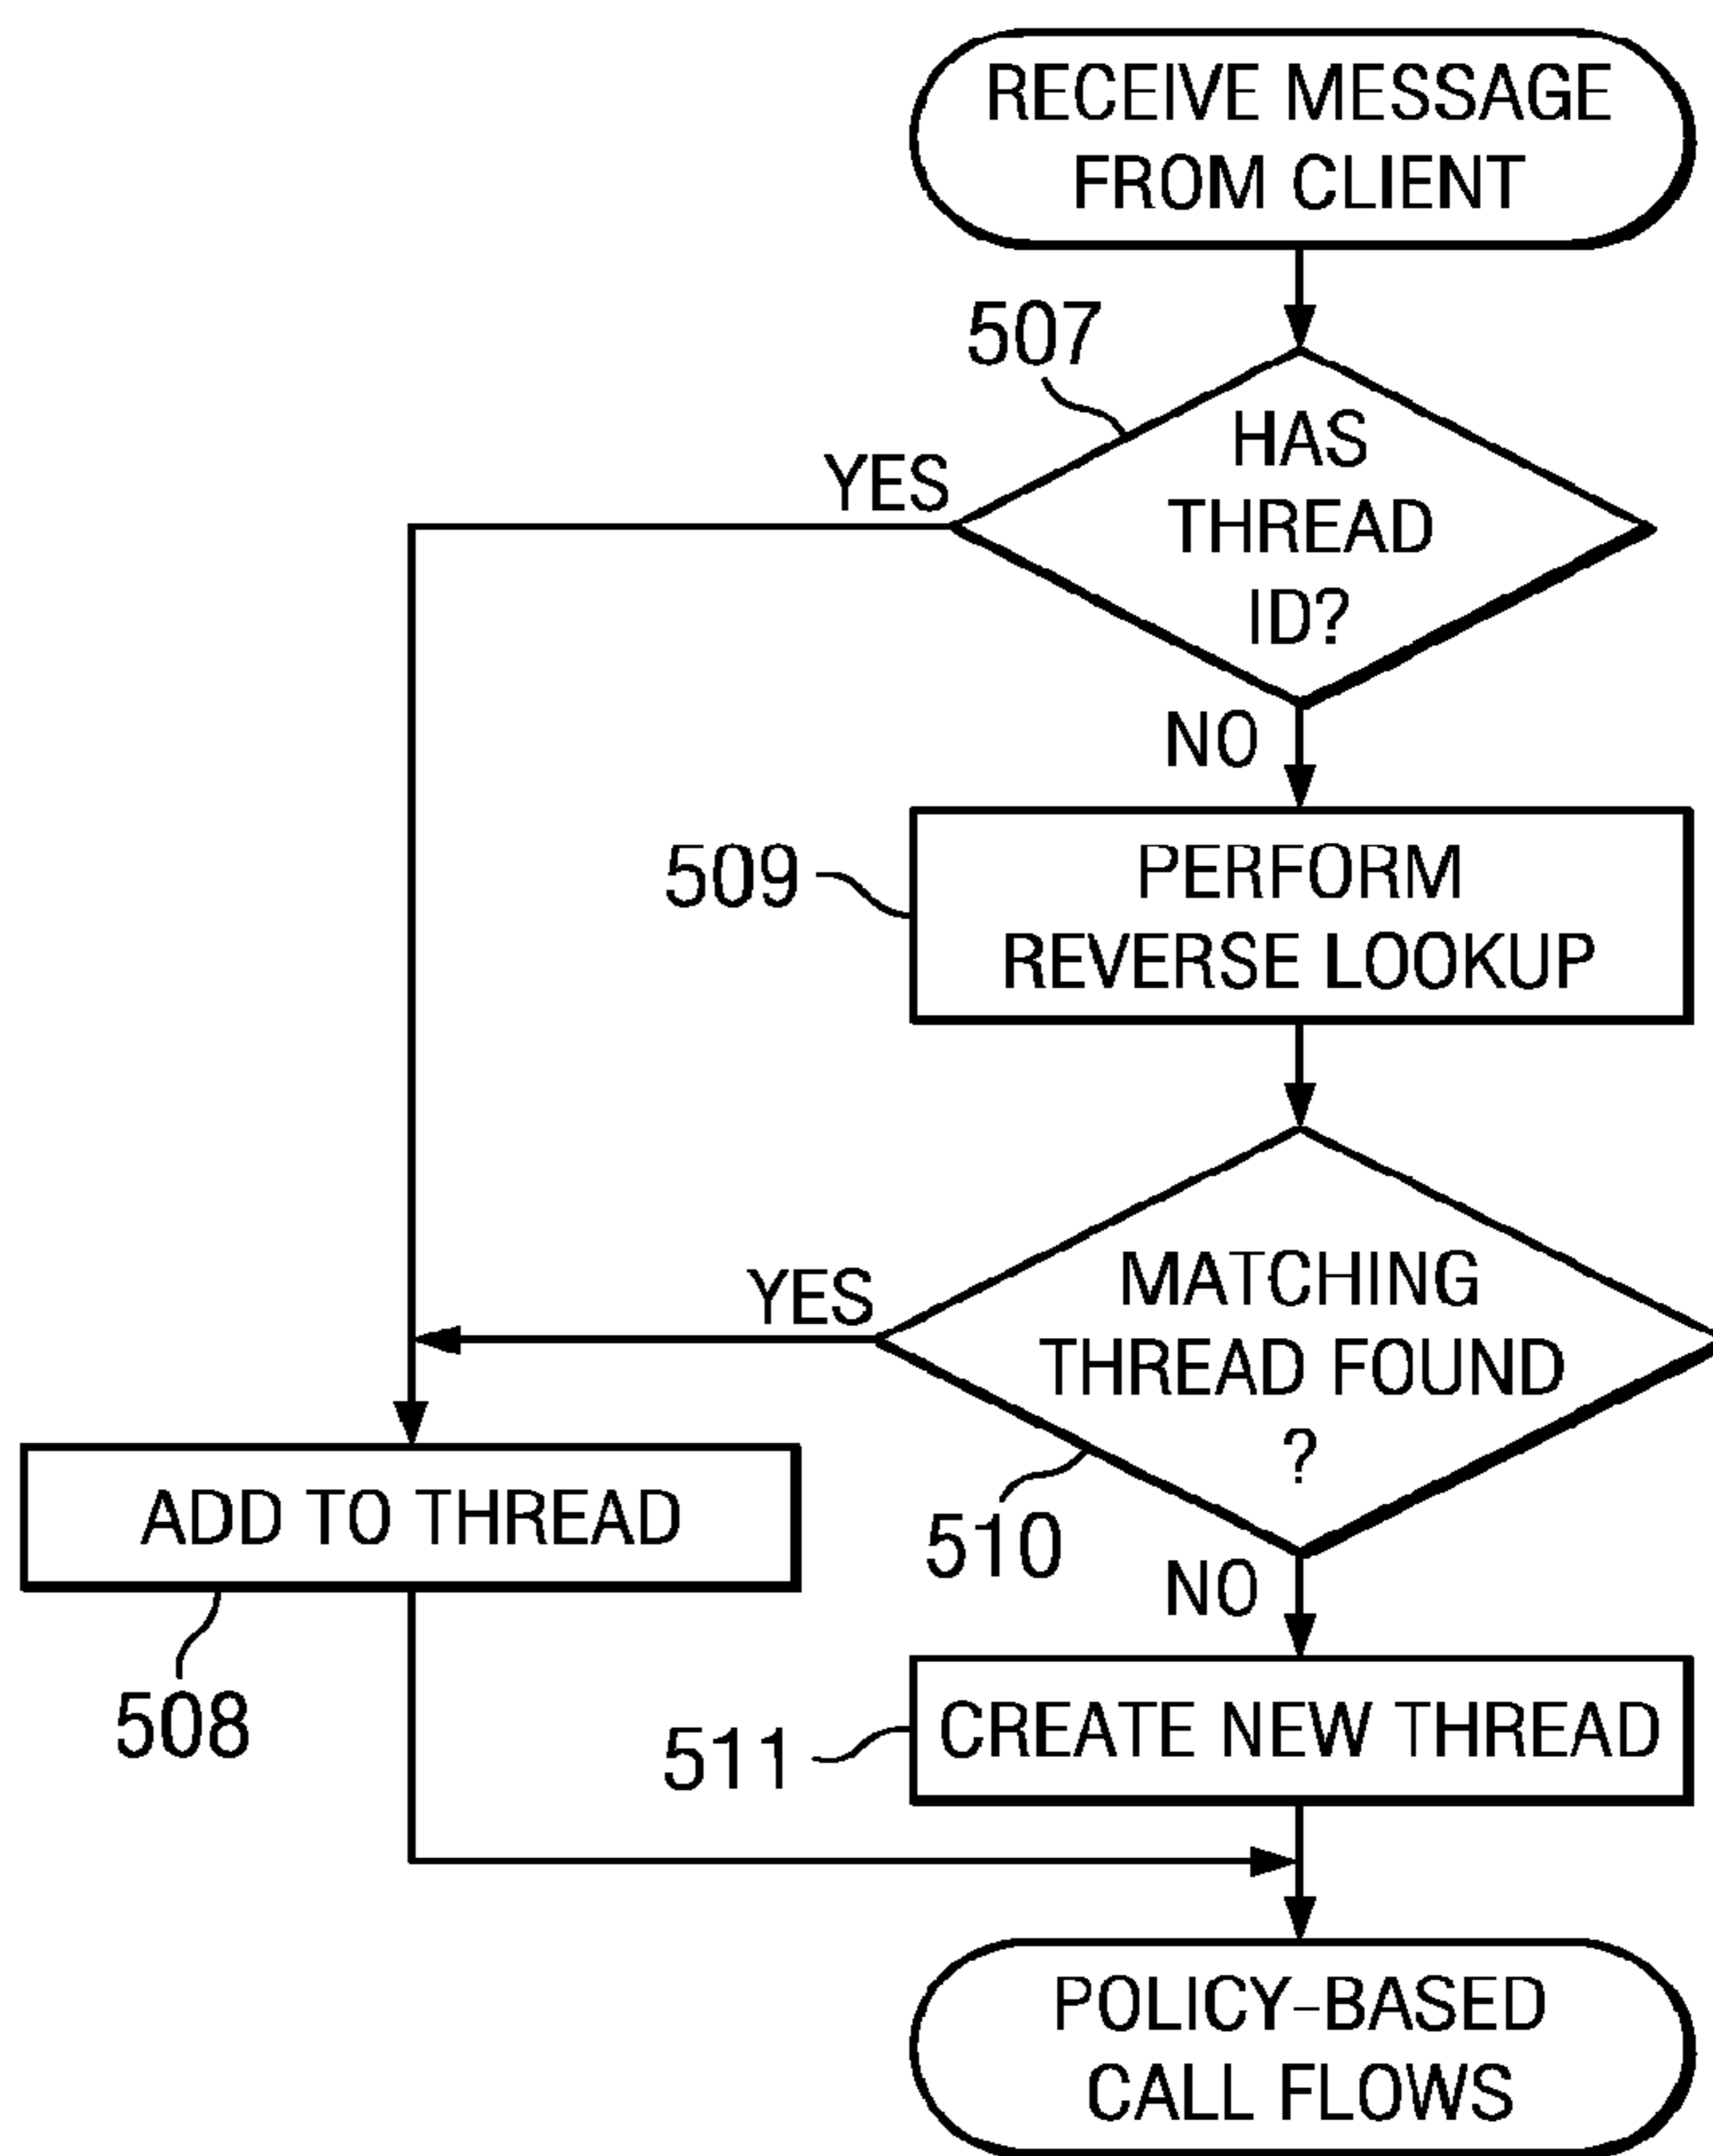 RECEIVE MESSAGE
FROM CLIENT
507
HAS
THREAD
ID?
YES
NO
509
PERFORM
REVERSE LOOKUP
MATCHING
THREAD FOUND
?
YES
510
NO
ADD TO THREAD
508
511
CREATE NEW THREAD
POLICY-BASED
CALL FLOWS